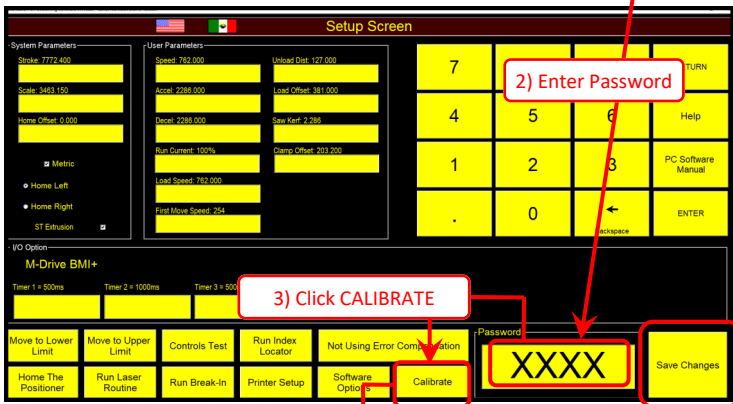 Setup Screen
System Parameters
Stroke: 7772.400
Scale: 3463.150
Home Offset: 0.000
Metric
Home Left
Home Right
ST Extrusion
User Parameters
Speed: 762.000
Unload Dist: 127.000
Accel: 2286.000
Load Offset: 381.000
Decel: 2286.000
Saw Kerf: 2.286
Run Current: 100%
Clamp Offset: 203.200
Load Speed: 762.000
First Move Speed: 254
7
2) Enter Password
4
5
6
Help
1
2
3
PC Software
Manual
.
0
ENTER
I/O Option
M-Drive BMI+
Timer 1 = 500ms
Timer 2 = 1000ms
Timer 3 = 500
3) Click CALIBRATE
Move to Lower
Limit
Move to Upper
Limit
Controls Test
Run Index
Locator
Not Using Error Compensation
Password
XXXX
Save Changes
Home The
Positioner
Run Laser
Routine
Run Break-In
Printer Setup
Software
Options
Calibrate